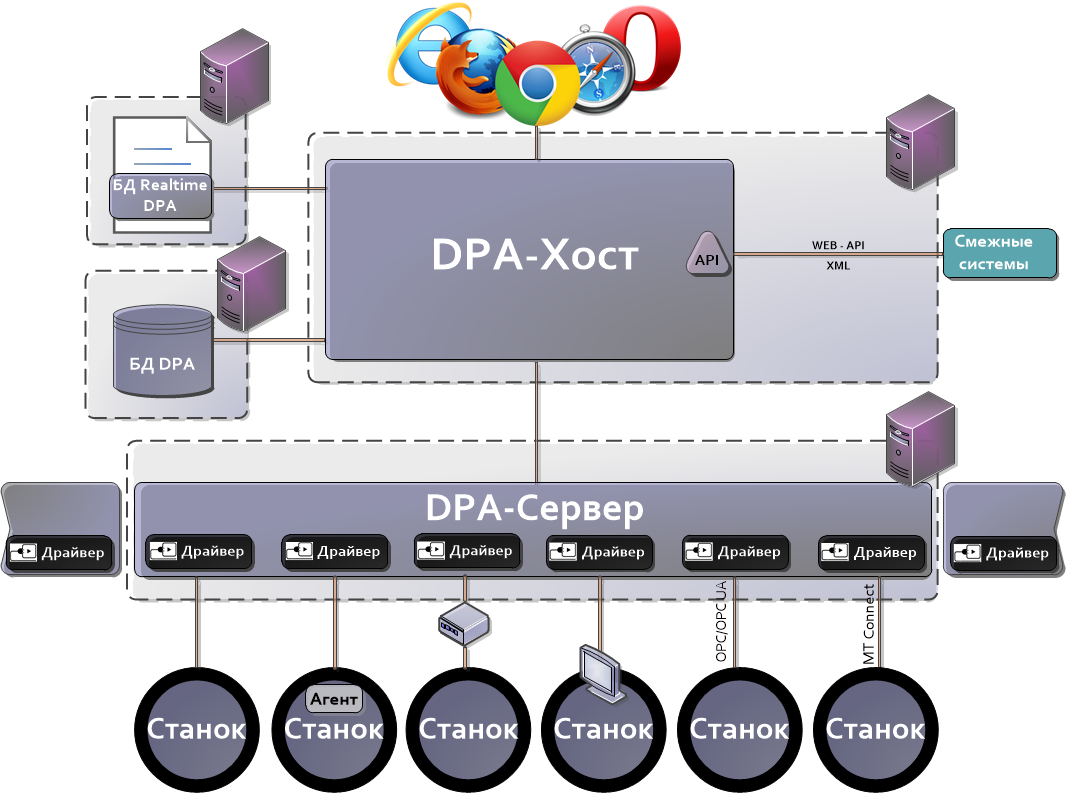 БД Realtime
DPA
DPA-Хост
API
WEB - API
XML
Смежные
системы
БД DPA
DPA-Сервер
Драйвер
Драйвер
Драйвер
Драйвер
Драйвер
Драйвер
Драйвер
Драйвер
OPC/OPC UA
MT Connect
Агент
Станок
Станок
Станок
Станок
Станок
Станок